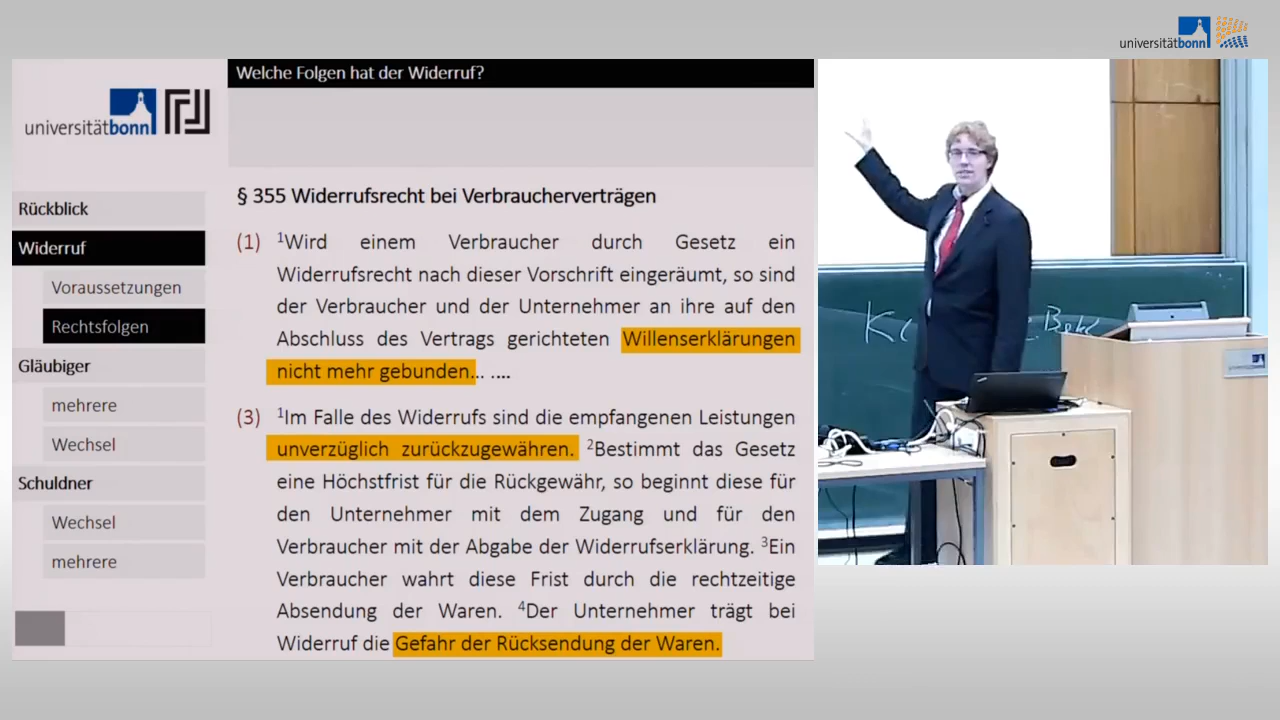 universitätbonn
Welche Folgen hat der Widerruf?
universitätbonn
Rückblick
Widerruf
Voraussetzungen
Rechtsfolgen
Gläubiger
mehrere
Wechsel
Schuldner
Wechsel
mehrere
§ 355 Widerrufsrecht bei Verbraucherverträgen
(1) ¹Wird einem Verbraucher durch Gesetz ein
Widerrufsrecht nach dieser Vorschrift eingeräumt, so sind
der Verbraucher und der Unternehmer an ihre auf den
Abschluss des Vertrags gerichteten Willenserklärungen
nicht mehr gebunden... ....
(3) ¹Im Falle des Widerrufs sind die empfangenen Leistungen
unverzüglich zurückzugewähren. ²Bestimmt das Gesetz
eine Höchstfrist für die Rückgewähr, so beginnt diese für
den Unternehmer mit dem Zugang und für den
Verbraucher mit der Abgabe der Widerrufserklärung. ³Ein
Verbraucher wahrt diese Frist durch die rechtzeitige
Absendung der Waren. ⁴Der Unternehmer trägt bei
Widerruf die Gefahr der Rücksendung der Waren.